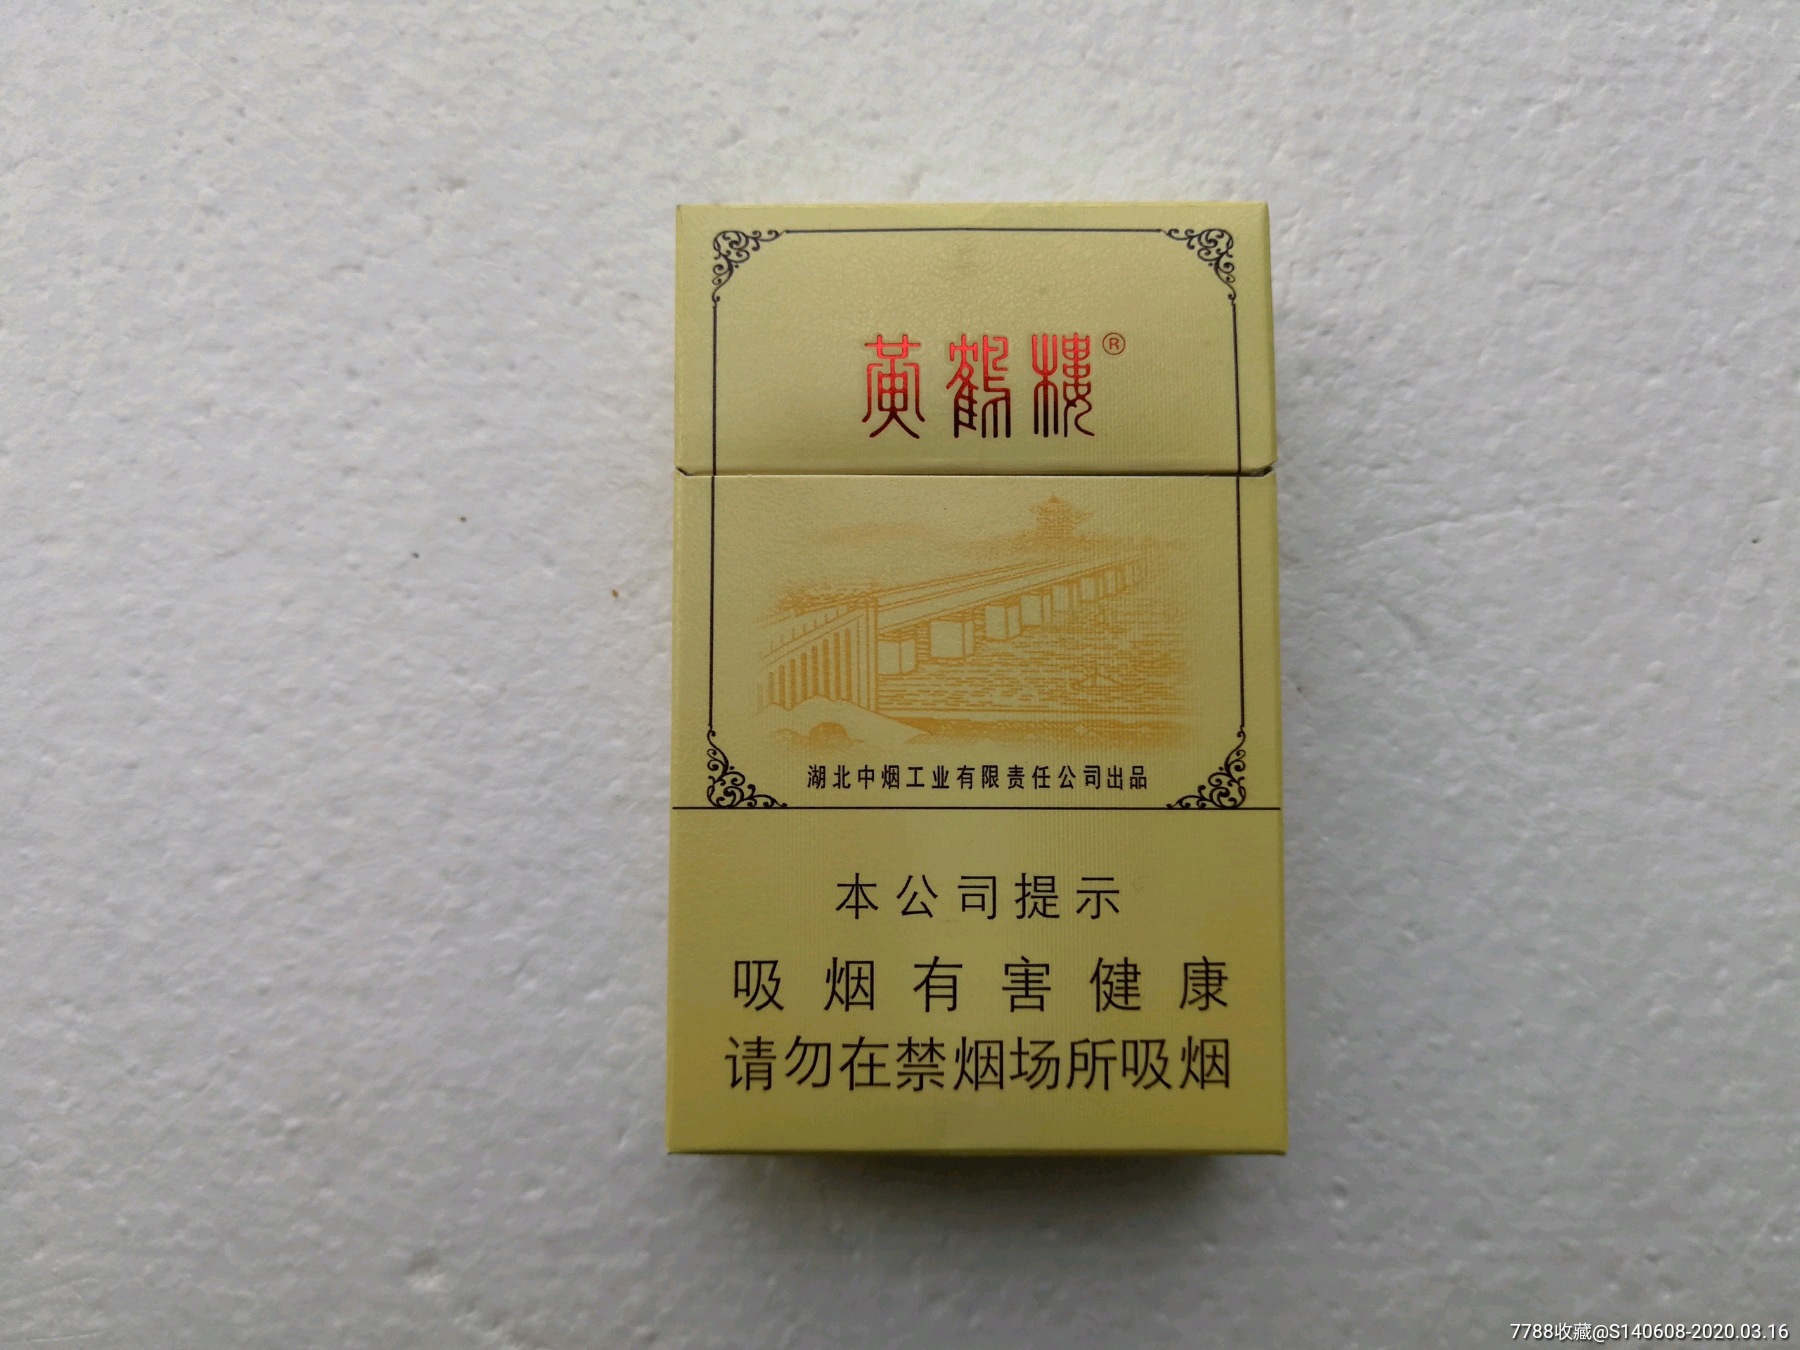 黄鹤楼®
湖北中烟工业有限责任公司出品
本公司提示
吸烟有害健康
请勿在禁烟场所吸烟
7788收藏@S140608-2020.03.16